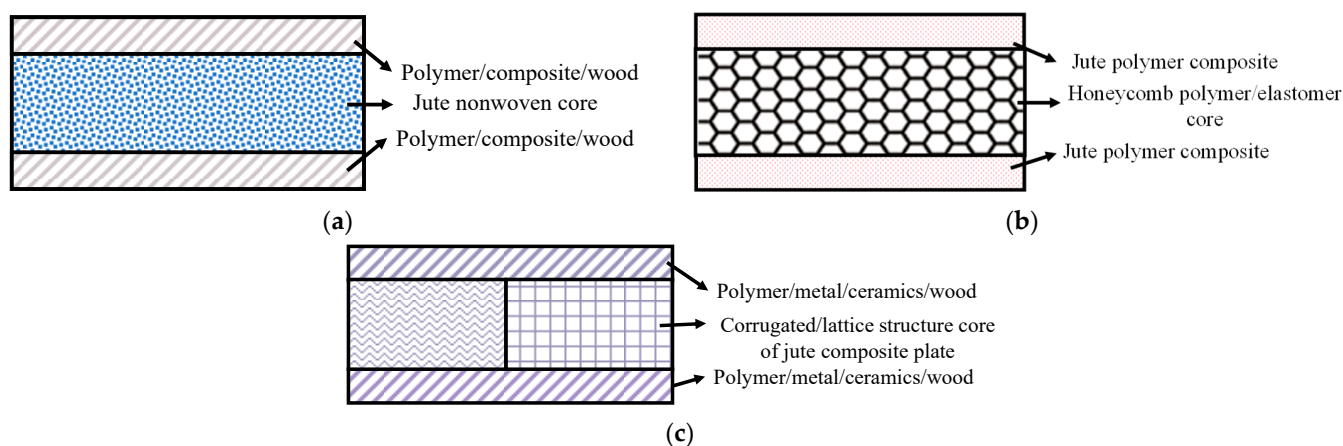 Polymer/composite/wood
Jute nonwoven core
Polymer/composite/wood
(a)
Jute polymer composite
Honeycomb polymer/elastomer
core
Jute polymer composite
(b)
Polymer/metal/ceramics/wood
Corrugated/lattice structure core
of jute composite plate
Polymer/metal/ceramics/wood
(c)